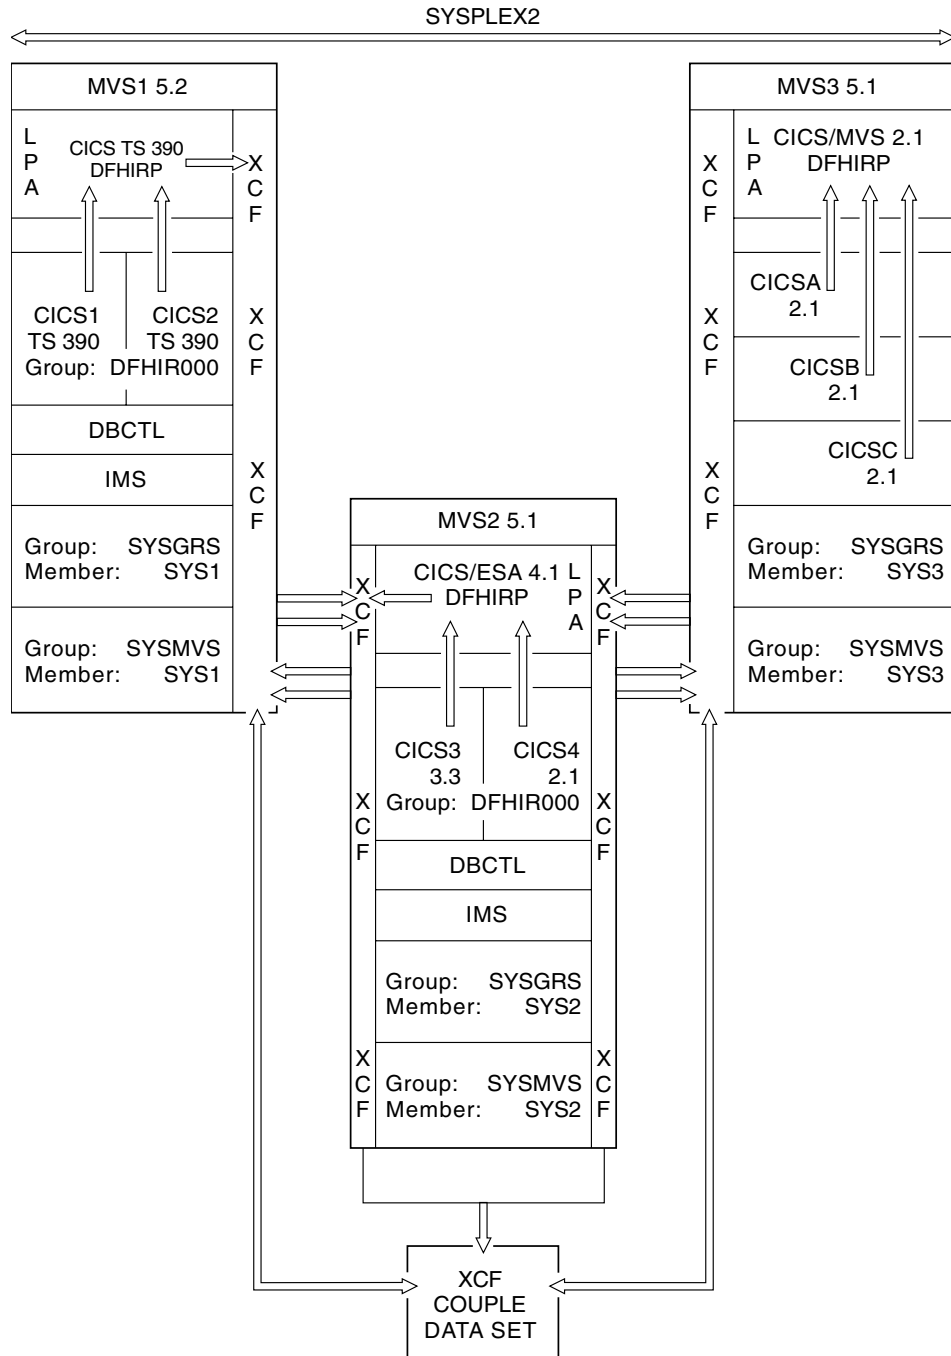 SYSPLEX2
MVS1 5.2
L
P
A
CICS TS 390
DFHIRP
X
C
F
CICS1
TS 390
CICS2
TS 390
Group: DFHIR000
X
C
F
DBCTL
IMS
X
C
F
Group: SYSGRS
Member: SYS1
Group: SYSMVS
Member: SYS1
MVS3 5.1
X
C
F
L
P
A
CICS/MVS 2.1
DFHIRP
CICSA
2.1
X
C
F
CICSB
2.1
CICSC
2.1
X
C
F
Group: SYSGRS
Member: SYS3
Group: SYSMVS
Member: SYS3
MVS2 5.1
X
C
F
CICS/ESA 4.1
DFHIRP
L
P
A
X
C
F
CICS3
3.3
CICS4
2.1
Group: DFHIR000
X
C
F
X
C
F
DBCTL
IMS
Group: SYSGRS
Member: SYS2
X
C
F
Group: SYSMVS
Member: SYS2
X
C
F
XCF
COUPLE
DATA SET